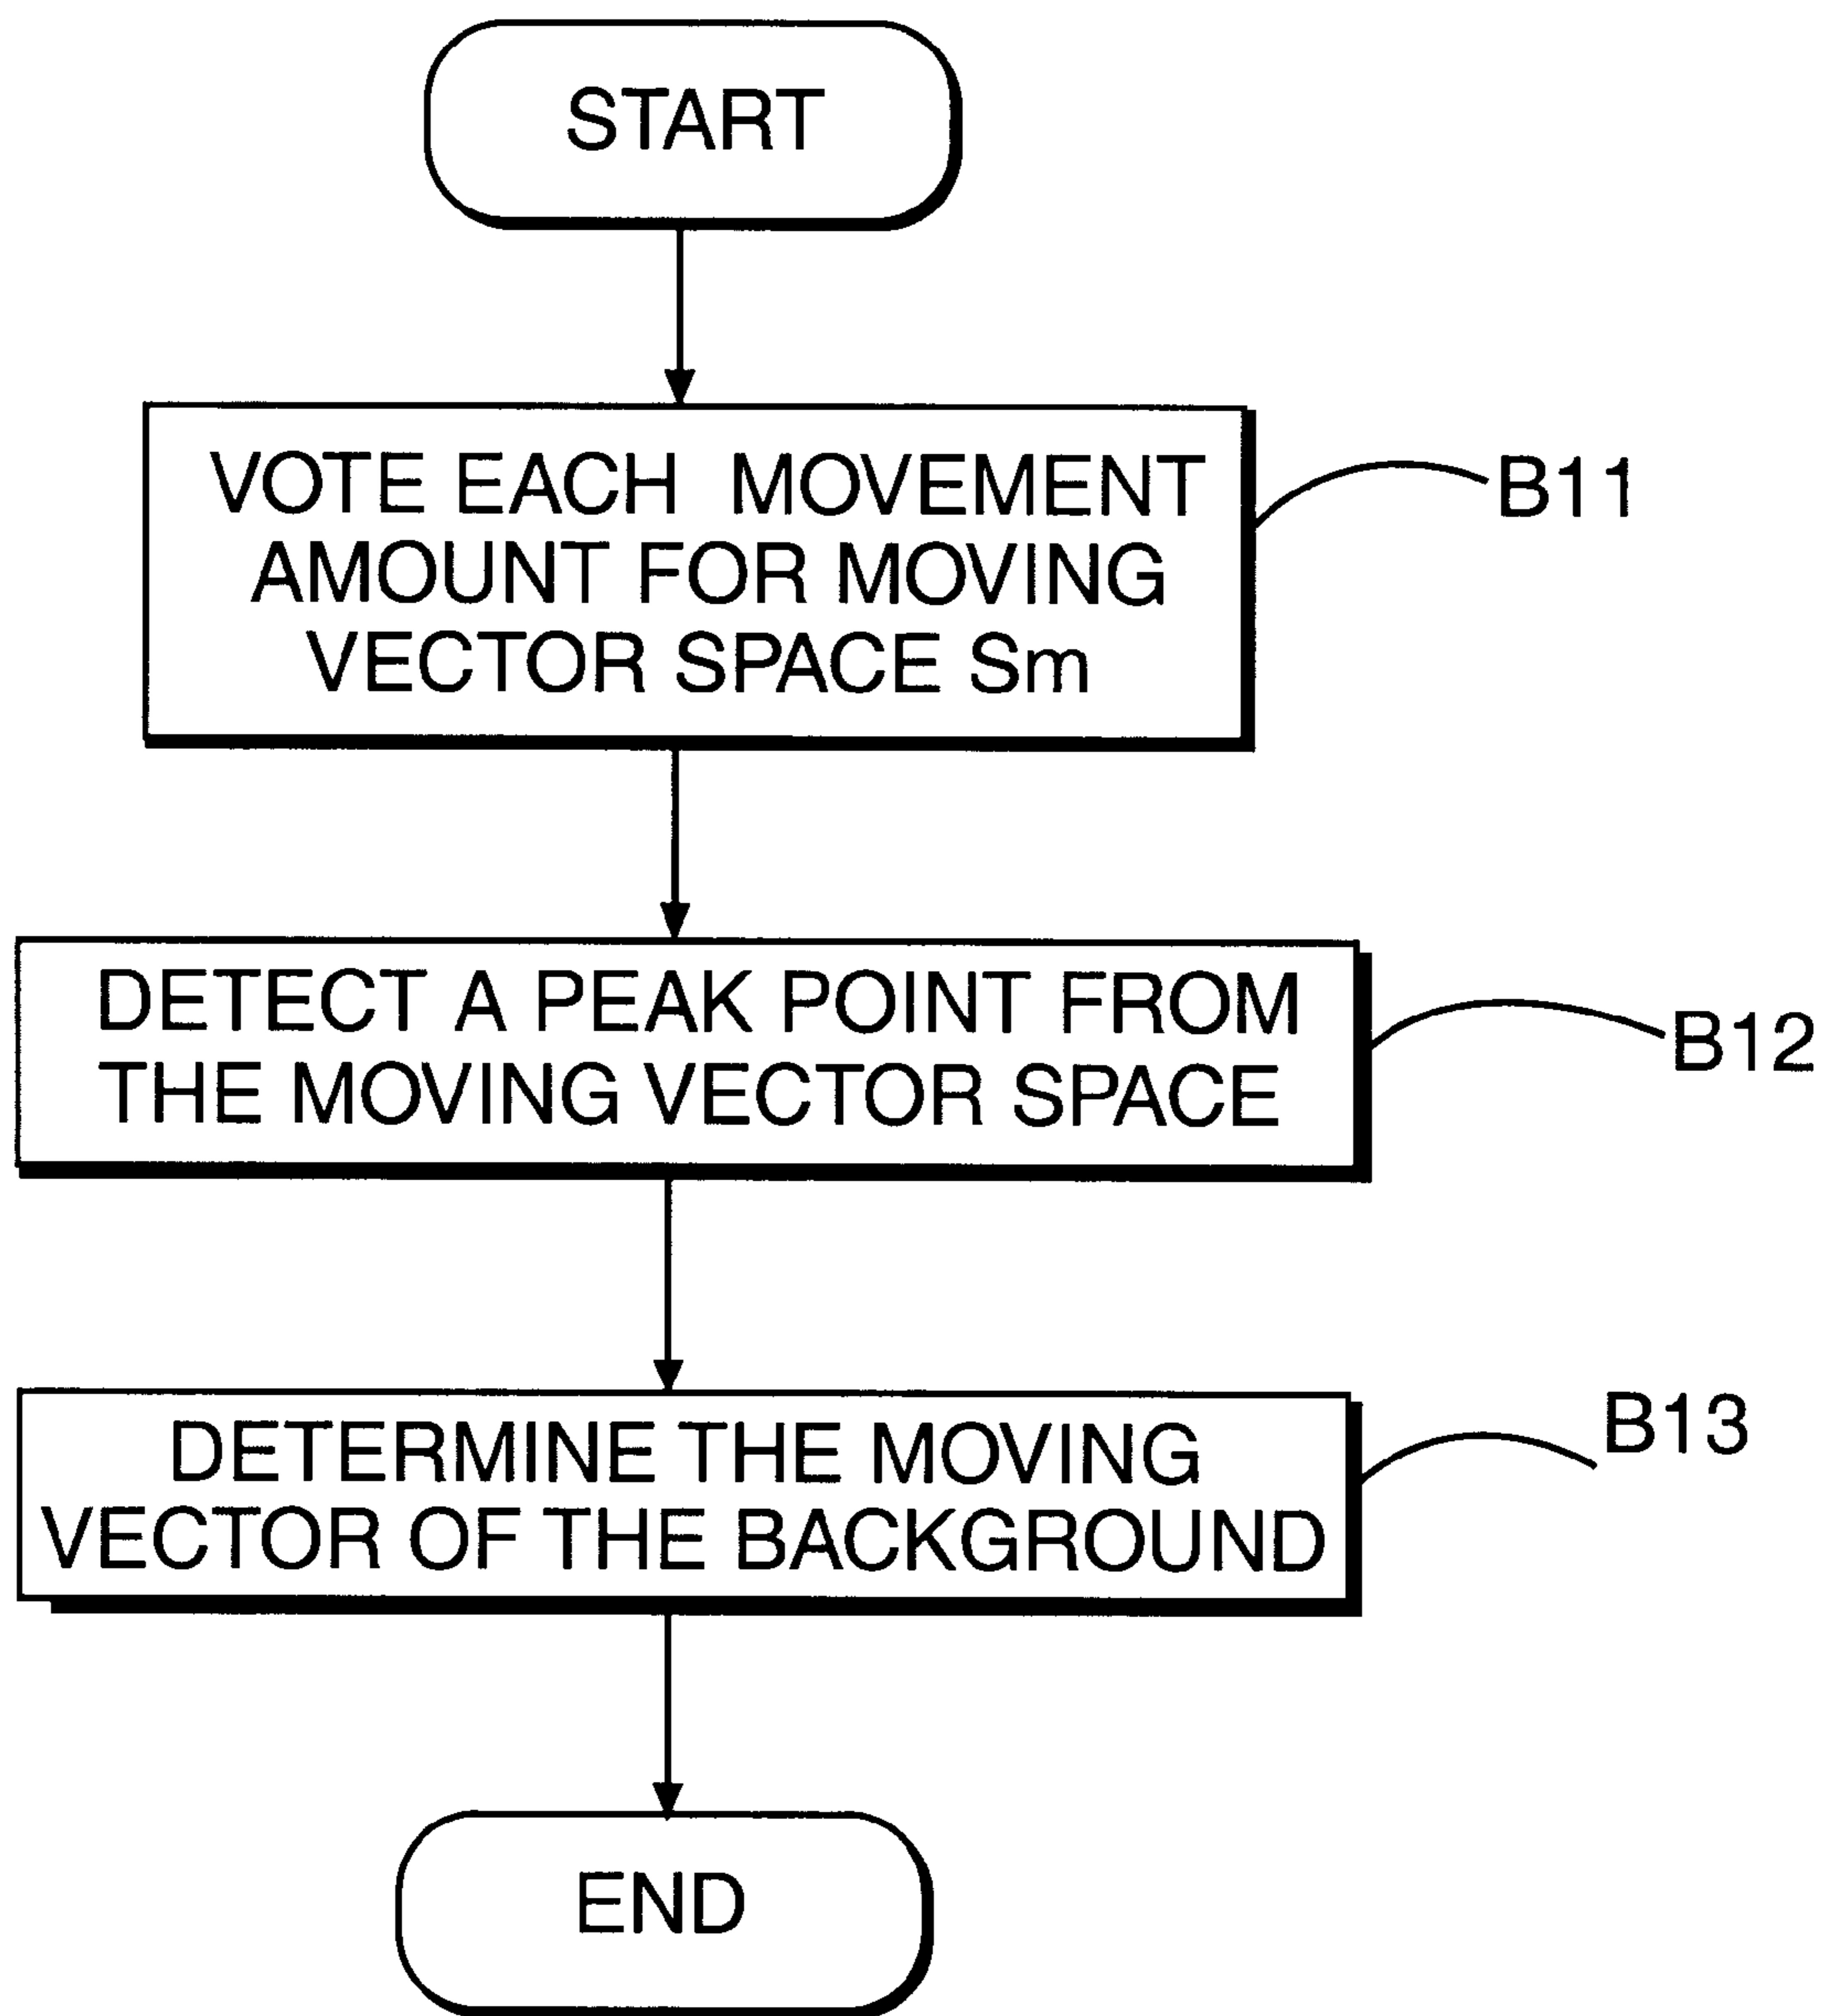 START
VOTE EACH MOVEMENT
AMOUNT FOR MOVING
VECTOR SPACE Sm
B11
DETECT A PEAK POINT FROM
THE MOVING VECTOR SPACE
B12
DETERMINE THE MOVING
VECTOR OF THE BACKGROUND
B13
END